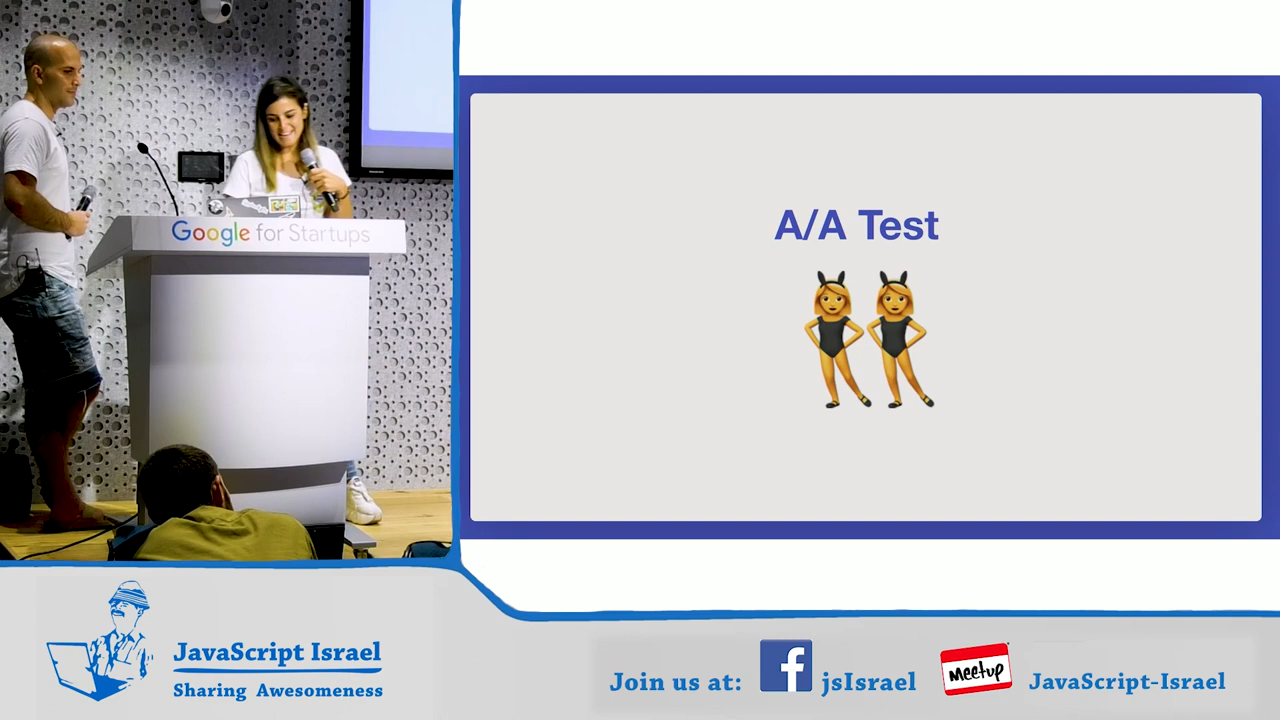 Google for Startups
A/A Test
JavaScript Israel
Sharing Awesomeness
Join us at:
jsIsrael
Meetup
JavaScript-Israel